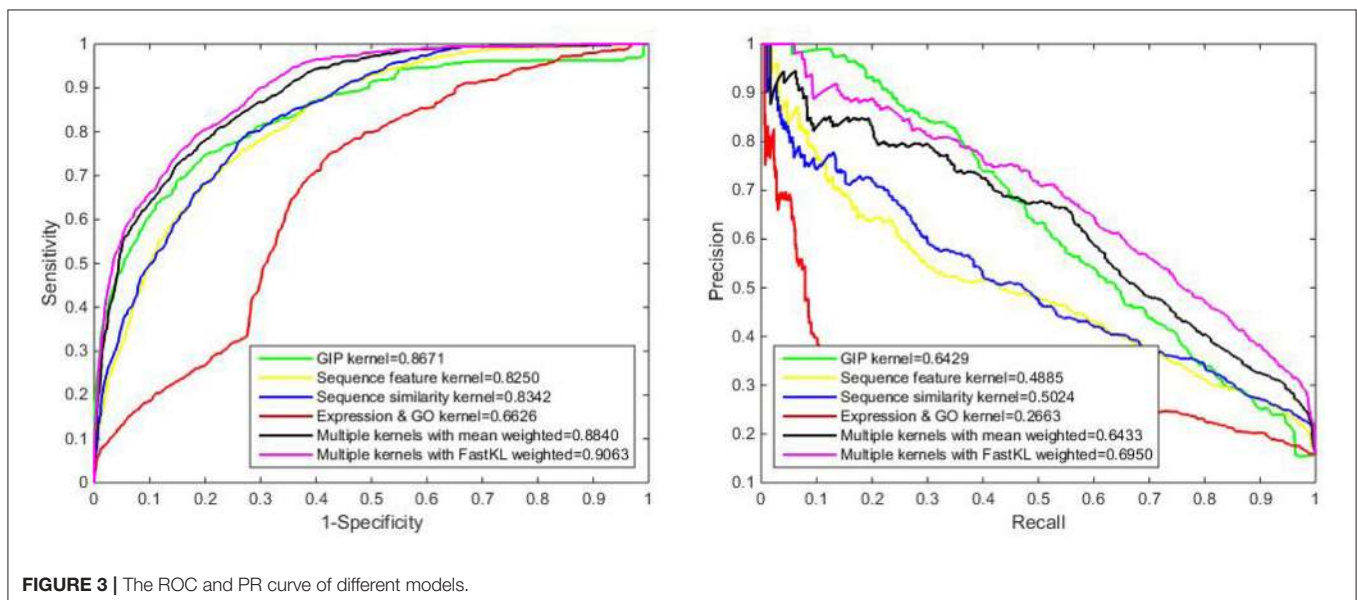 1
0.9
0.8
0.7
0.6
0.5
0.4
0.3
0.2
0.1
0
Sensitivity
GIP kernel=0.8671
Sequence feature kernel=0.8250
Sequence similarity kernel=0.8342
Expression & GO kernel=0.6626
Multiple kernels with mean weighted=0.8840
Multiple kernels with FastKL weighted=0.9063
0 0.1 0.2 0.3 0.4 0.5 0.6 0.7 0.8 0.9 1
1-Specificity
1
0.9
0.8
0.7
0.6
0.5
0.4
0.3
0.2
0.1
Precision
GIP kernel=0.6429
Sequence feature kernel=0.4885
Sequence similarity kernel=0.5024
Expression & GO kernel=0.2663
Multiple kernels with mean weighted=0.6433
Multiple kernels with FastKL weighted=0.6950
0 0.1 0.2 0.3 0.4 0.5 0.6 0.7 0.8 0.9 1
Recall
FIGURE 3 | The ROC and PR curve of different models.